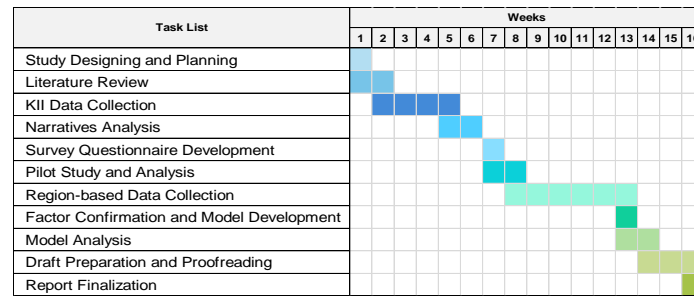 Task List
Weeks
1 2 3 4 5 6 7 8 9 10 11 12 13 14 15
Study Designing and Planning
Literature Review
KII Data Collection
Narratives Analysis
Survey Questionnaire Development
Pilot Study and Analysis
Region-based Data Collection
Factor Confirmation and Model Development
Model Analysis
Draft Preparation and Proofreading
Report Finalization